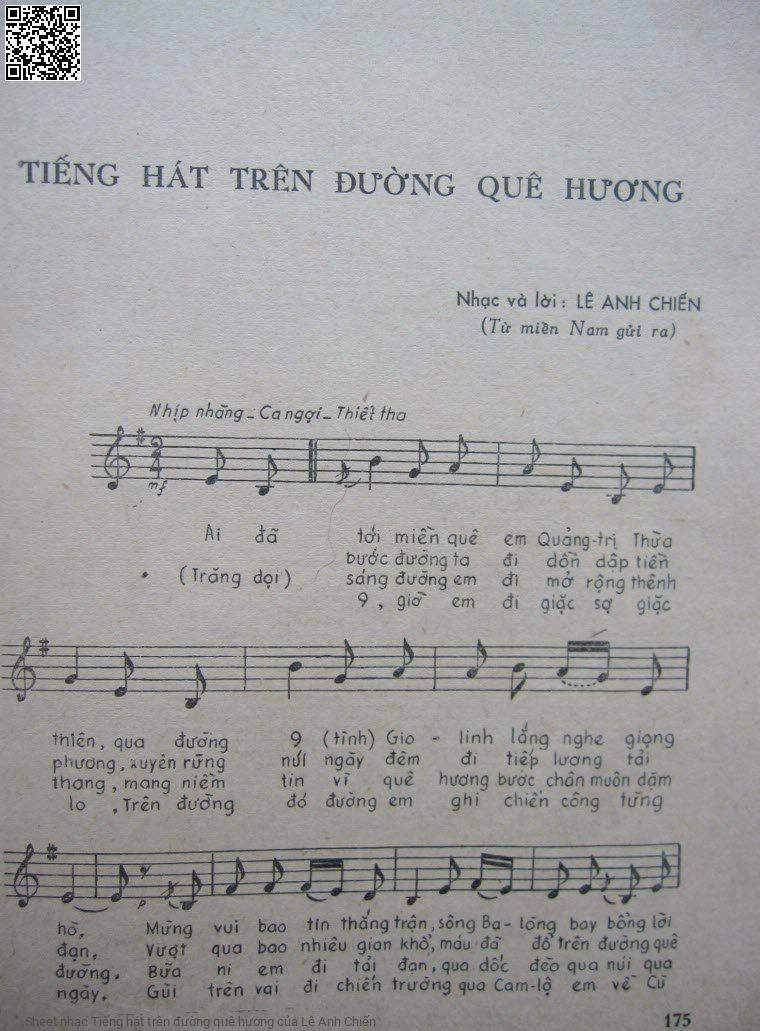 TIẾNG HÁT TRÊN ĐƯỜNG QUÊ HƯƠNG
Nhạc và lời : LÊ ANH CHIẾN
(Từ miền Nam gửi ra)
Nhịp nhàng - Ca ngợi - Thiết tha
mf
Ai đã tới miền quê em Quảng-trị Thừa
bước đường ta đi dồn dập tiền
(Trăng dọi) sáng đường em đi mở rộng thênh
9, giờ em đi giặc sợ giặc
thiên, qua đường 9 (tình) Gio - linh lắng nghe giọng
phương, xuyên rừng núi ngày đêm đi tiếp lương tải
thang, mang niềm tin vì quê hương bước chân muôn dặm
lo, Trên đường đó đường em ghi chiến công từng
p
hò, Mừng vui bao tin thắng trận, sông Ba - lòng bay bổng lời
đạn, Vượt qua bao nhiêu gian khổ, máu đã đổ trên đường quê
đường. Bữa ni em đi tải đạn, qua dốc đèo qua núi qua
ngày. Gùi trên vai đi chiến trường qua Cam-lộ em về Cù
* Sheet nhạc Tiếng hát trên đường quê hương của Lê Anh Chiến
175